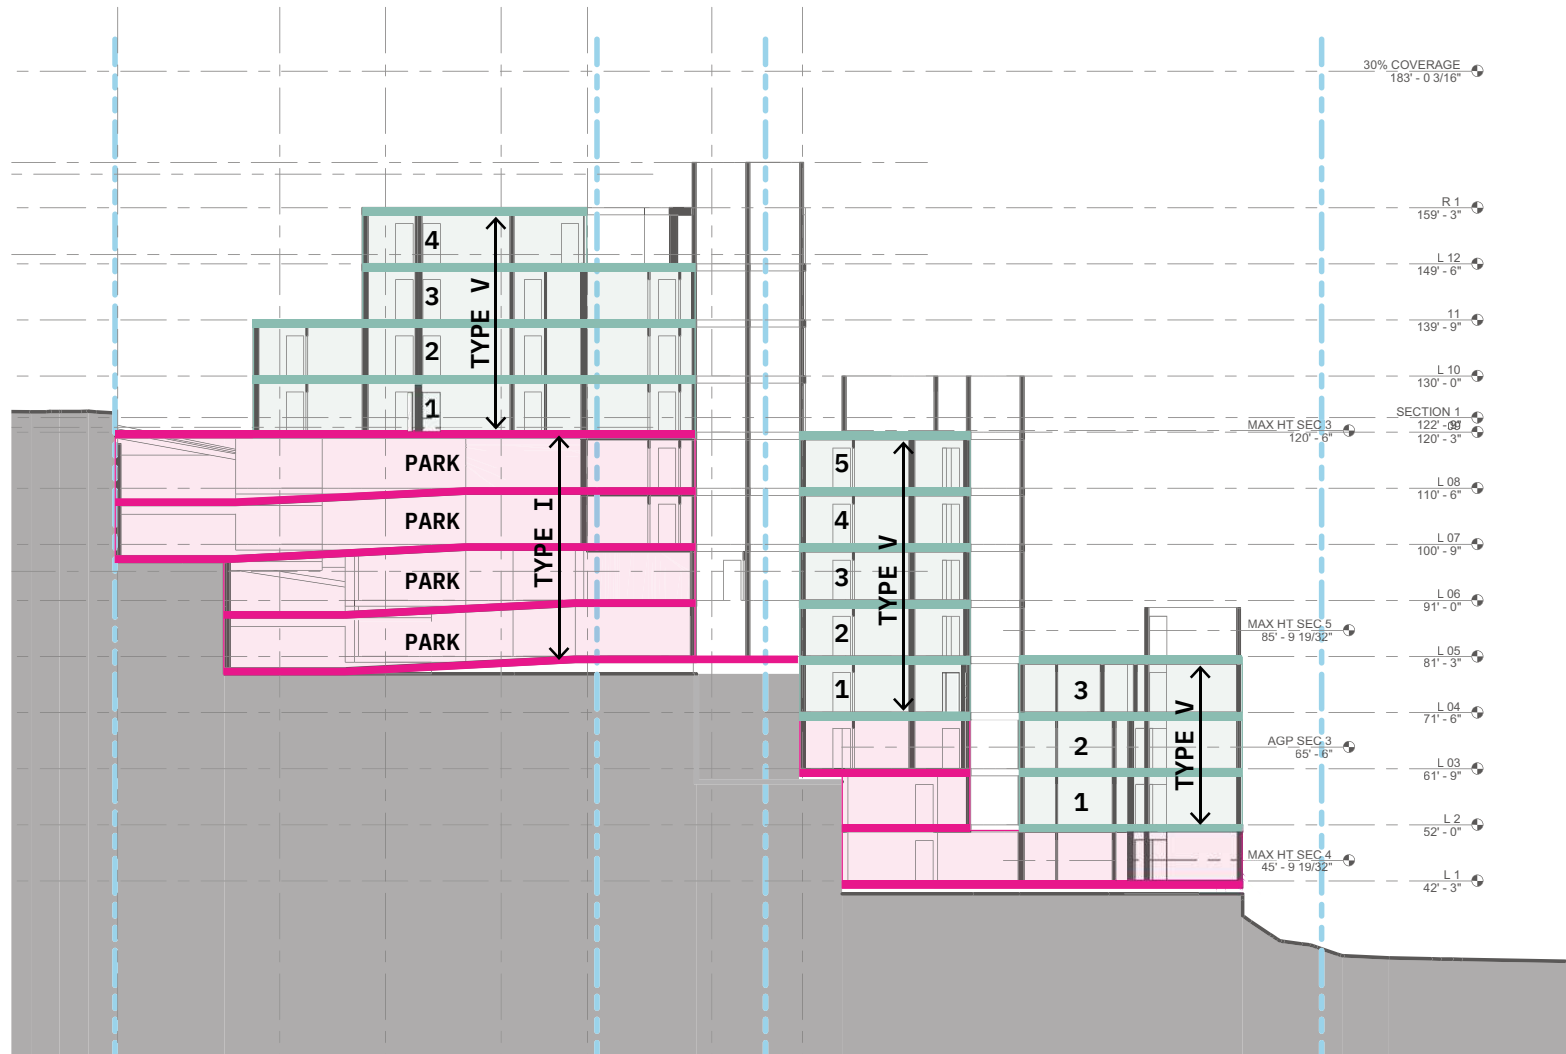 30% COVERAGE
183' - 0 3/16"
R 1
159' - 3"
L 12
149' - 6"
11
139' - 9"
L 10
130' - 0"
SECTION 1
122' - 9"
MAX HT SEC 3
120' - 6"
09
120' - 3"
L 08
110' - 6"
L 07
100' - 9"
L 06
91' - 0"
MAX HT SEC 5
85' - 9 19/32"
L 05
81' - 3"
L 04
71' - 6"
AGP SEC 3
65' - 6"
L 03
61' - 9"
L 2
52' - 0"
MAX HT SEC 4
45' - 9 19/32"
L 1
42' - 3"
4
3
2
1
TYPE V
PARK
PARK
PARK
PARK
TYPE I
5
4
3
2
1
TYPE V
3
2
1
TYPE V